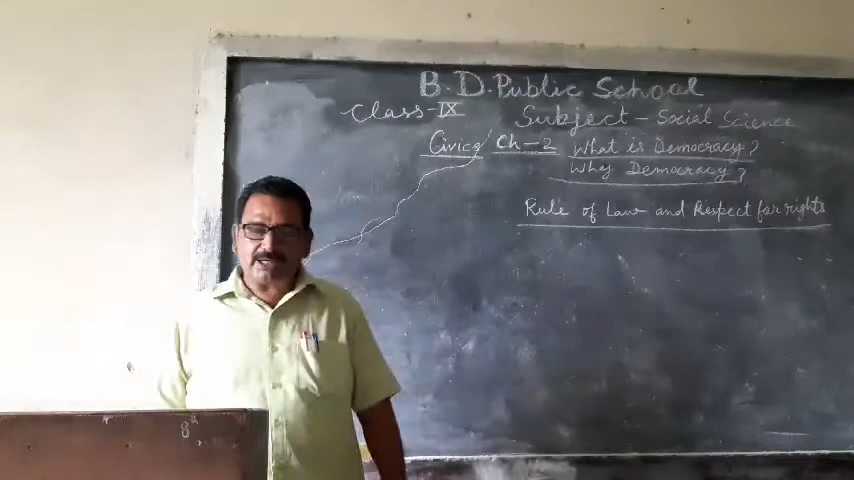 B.D.Public School
Class-IX Subject - Social Science
Civics Ch-2 What is Democracy?
Why Democracy?
Rule of Law and Respect for rights
8th